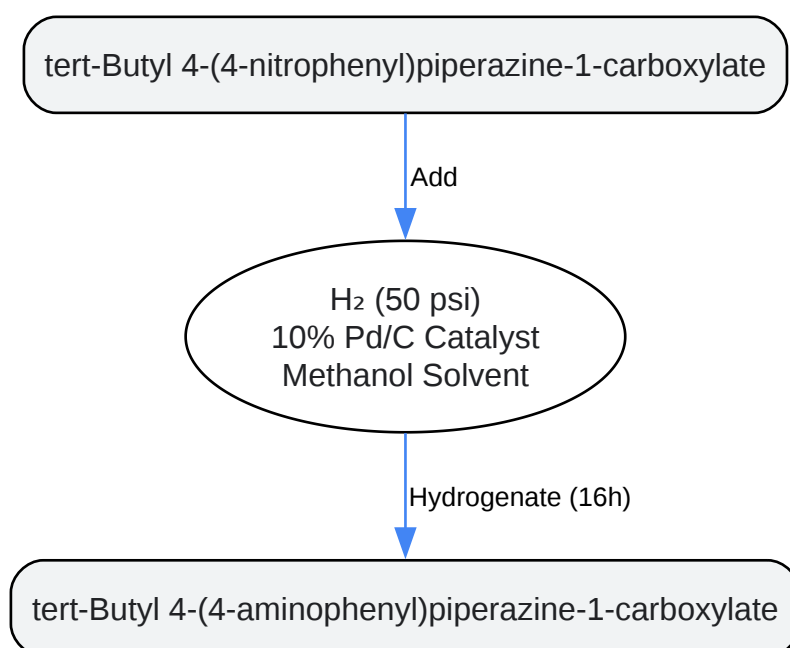 tert-Butyl 4-(4-nitrophenyl)piperazine-1-carboxylate
Add
H₂ (50 psi)
10% Pd/C Catalyst
Methanol Solvent
Hydrogenate (16h)
tert-Butyl 4-(4-aminophenyl)piperazine-1-carboxylate